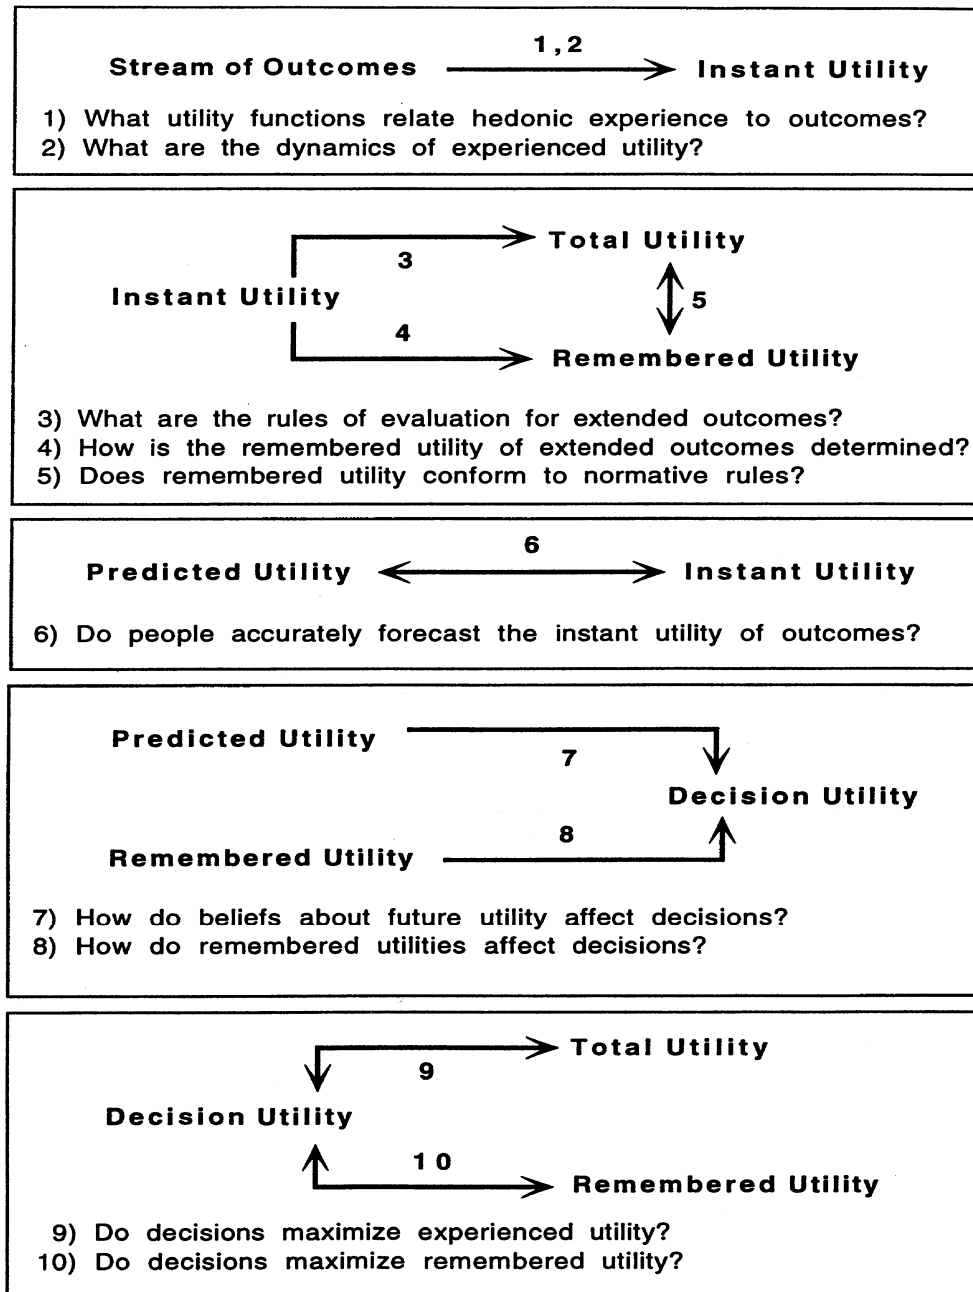 1,2
Stream of Outcomes Instant Utility
1) What utility functions relate hedonic experience to outcomes?
2) What are the dynamics of experienced utility?
Total Utility
3
Instant Utility
5
4
Remembered Utility
3) What are the rules of evaluation for extended outcomes?
4) How is the remembered utility of extended outcomes determined?
5) Does remembered utility conform to normative rules?
6
Predicted Utility Instant Utility
6) Do people accurately forecast the instant utility of outcomes?
Predicted Utility
7
Decision Utility
8
Remembered Utility
7) How do beliefs about future utility affect decisions?
8) How do remembered utilities affect decisions?
Total Utility
9
Decision Utility
10
Remembered Utility
9) Do decisions maximize experienced utility?
10) Do decisions maximize remembered utility?